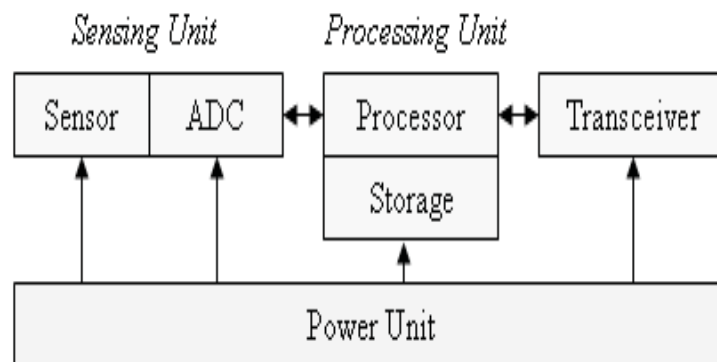 Sensing Unit Processing Unit
Sensor ADC Processor Transceiver
Storage
Power Unit